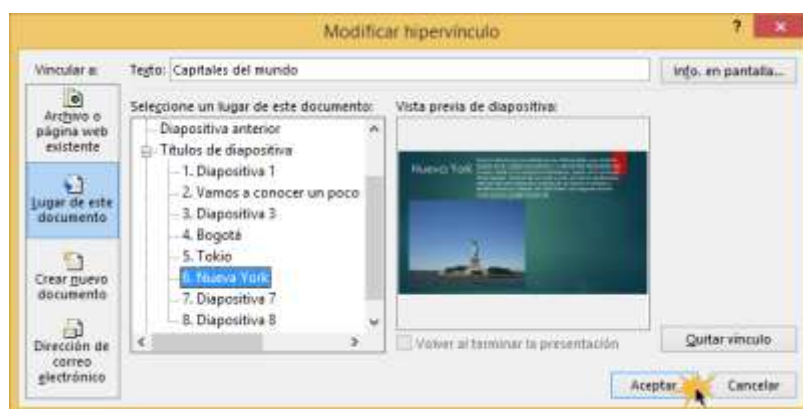 Modificar hipervínculo
?
Vincular a:
Texto: Capitales del mundo
Info. en pantalla...
Archivo o
página web
existente
Lugar de este
documento
Crear nuevo
documento
Dirección de
correo
electrónico
Seleccione un lugar de este documento:
Diapositiva anterior
Títulos de diapositiva
1. Diapositiva 1
2. Vamos a conocer un poco
3. Diapositiva 3
4. Bogotá
5. Tokio
6. Nueva York
7. Diapositiva 7
8. Diapositiva 8
Vista previa de diapositiva:
Nueva York
Volver al terminar la presentación
Quitar vínculo
Aceptar
Cancelar